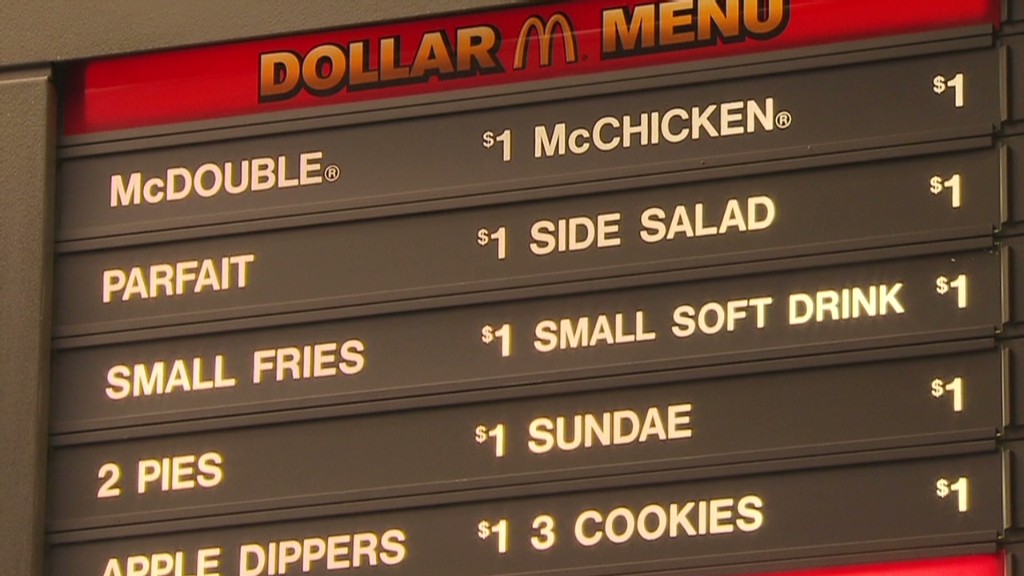 DOLLAR M MENU
McDOUBLE® $1 McCHICKEN® $1
PARFAIT $1 SIDE SALAD $1
SMALL FRIES $1 SMALL SOFT DRINK $1
2 PIES $1 SUNDAE $1
APPLE DIPPERS $1 3 COOKIES $1